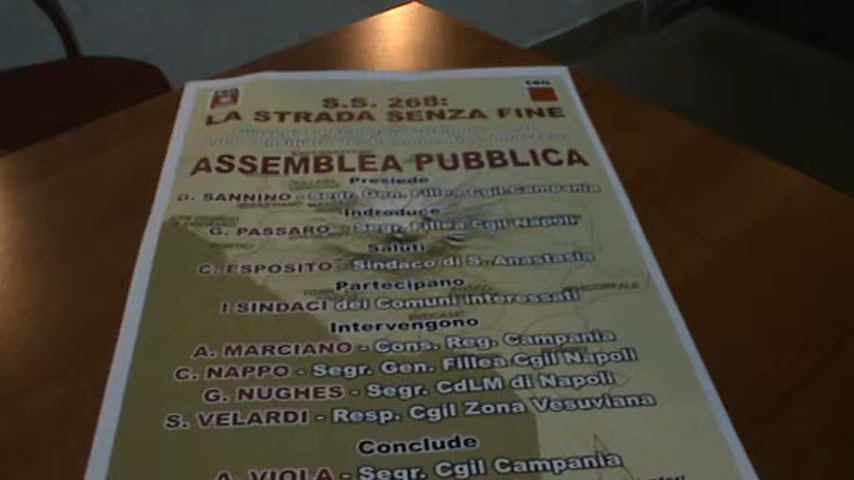 CGIL
S.S. 268:
LA STRADA SENZA FINE
ASSEMBLEA PUBBLICA
Presiede
G. SANNINO - Segr. Gen. Fillea Cgil Campania
Indroduce
G. PASSARO - Segr. Fillea Cgil Napoli
Saluti
C. ESPOSITO - Sindaco di S. Anastasia
Partecipano
I SINDACI dei Comuni Interessati
Intervengono
A. MARCIANO - Cons. Reg. Campania
C. NAPPO - Segr. Gen. Fillea Cgil Napoli
G. NUGHES - Segr. CdLM di Napoli
S. VELARDI - Resp. Cgil Zona Vesuviana
Conclude
A. VIOLA - Segr. Cgil Campania